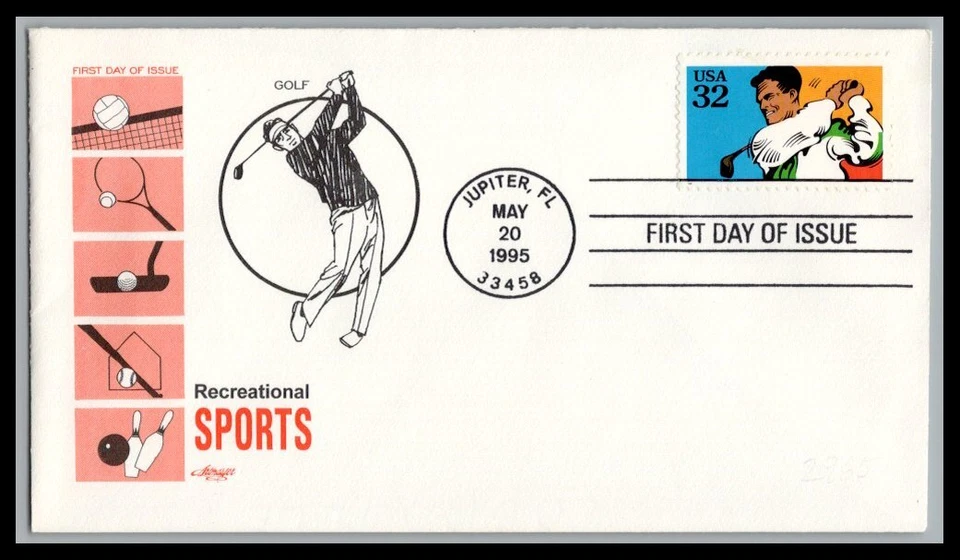 FIRST DAY OF ISSUE
GOLF
USA
32
JUPITER, FL
MAY
20
1995
33458
FIRST DAY OF ISSUE
Recreational
SPORTS